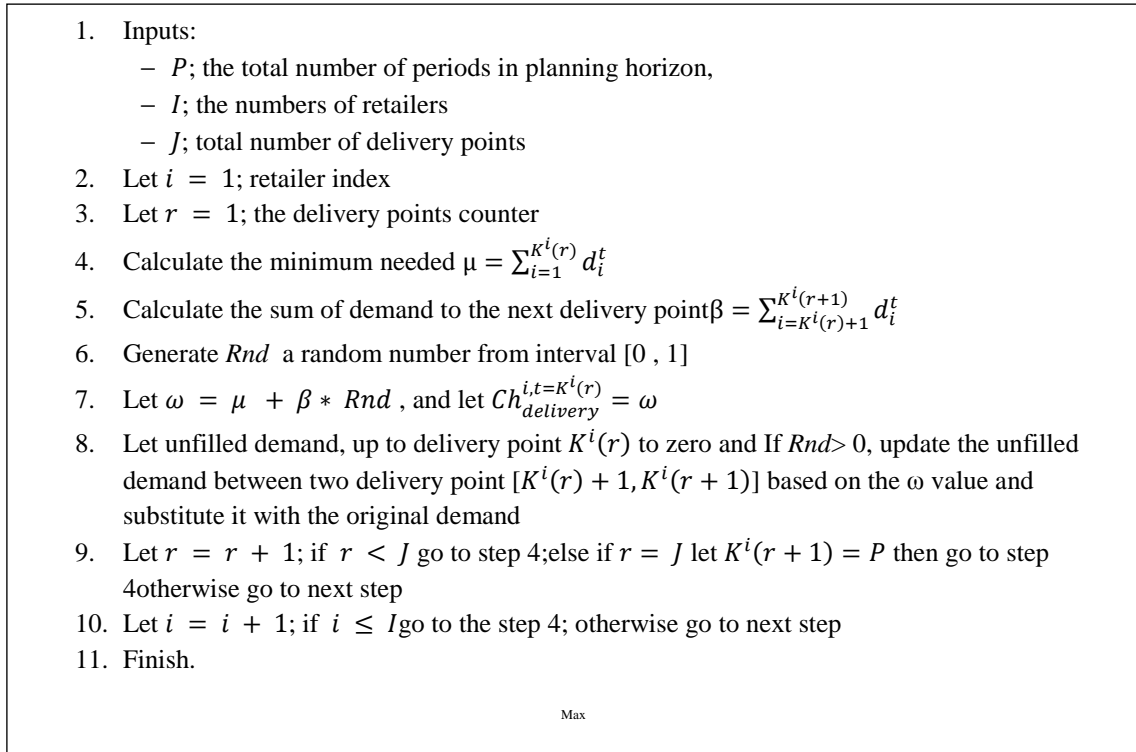 1. Inputs:
– P; the total number of periods in planning horizon,
– I; the numbers of retailers
– J; total number of delivery points
2. Let i = 1; retailer index
3. Let r = 1; the delivery points counter
4. Calculate the minimum needed μ = ∑_{i=1}^{K^i(r)} d_i^t
5. Calculate the sum of demand to the next delivery pointβ = ∑_{i=K^i(r)+1}^{K^i(r+1)} d_i^t
6. Generate Rnd a random number from interval [0 , 1]
7. Let ω = μ + β ∗ Rnd , and let Ch_{delivery}^{i,t=K^i(r)} = ω
8. Let unfilled demand, up to delivery point K^i(r) to zero and If Rnd> 0, update the unfilled
demand between two delivery point [K^i(r) + 1, K^i(r + 1)] based on the ω value and
substitute it with the original demand
9. Let r = r + 1; if r < J go to step 4;else if r = J let K^i(r + 1) = P then go to step
4otherwise go to next step
10. Let i = i + 1; if i ≤ Igo to the step 4; otherwise go to next step
11. Finish.
Max